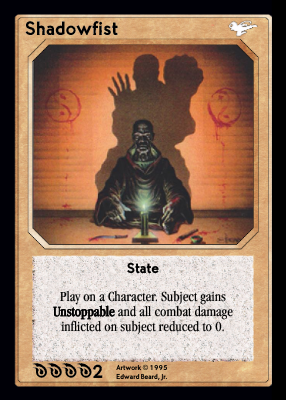 Shadowfist
State
Play on a Character. Subject gains
Unstoppable and all combat damage
inflicted on subject reduced to 0.
2
Artwork © 1995
Edward Beard, Jr.